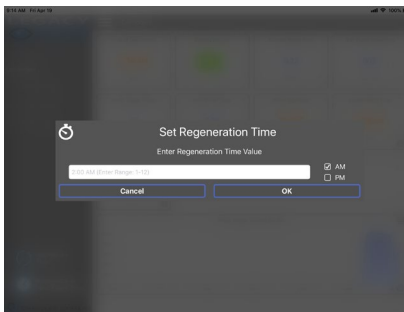 9:14 AM Fri Apr 16
100%
Set Regeneration Time
Enter Regeneration Time Value
2:00 AM (Enter Range: 1-12)
AM
PM
Cancel
OK